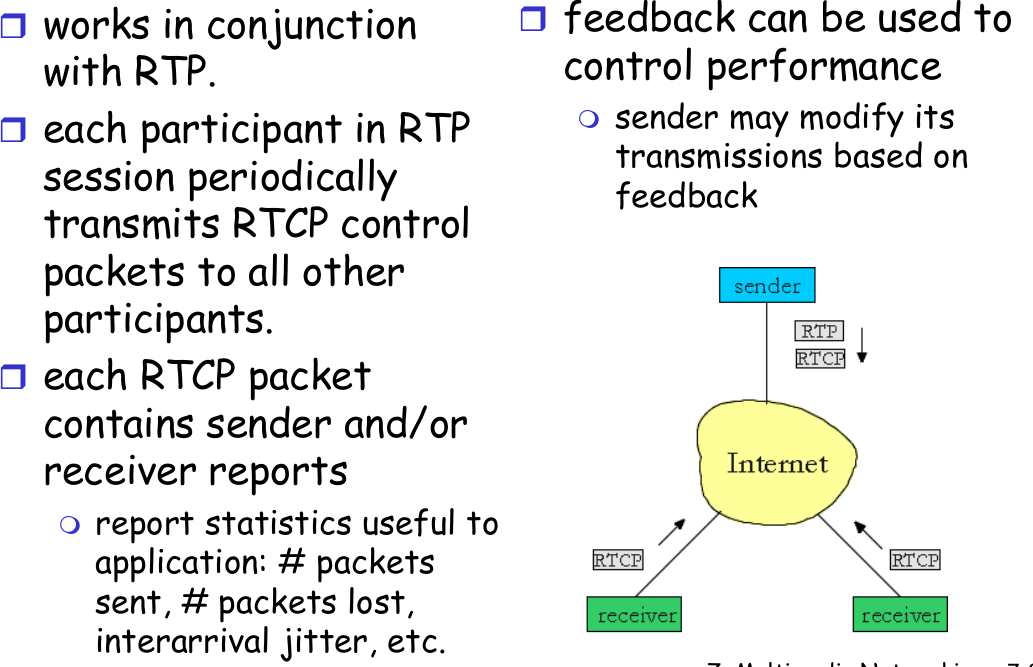 works in conjunction
with RTP.
each participant in RTP
session periodically
transmits RTCP control
packets to all other
participants.
each RTCP packet
contains sender and/or
receiver reports
report statistics useful to
application: # packets
sent, # packets lost,
interarrival jitter, etc.
feedback can be used to
control performance
sender may modify its
transmissions based on
feedback
sender
RTP
RTCP
Internet
RTCP
RTCP
receiver
receiver